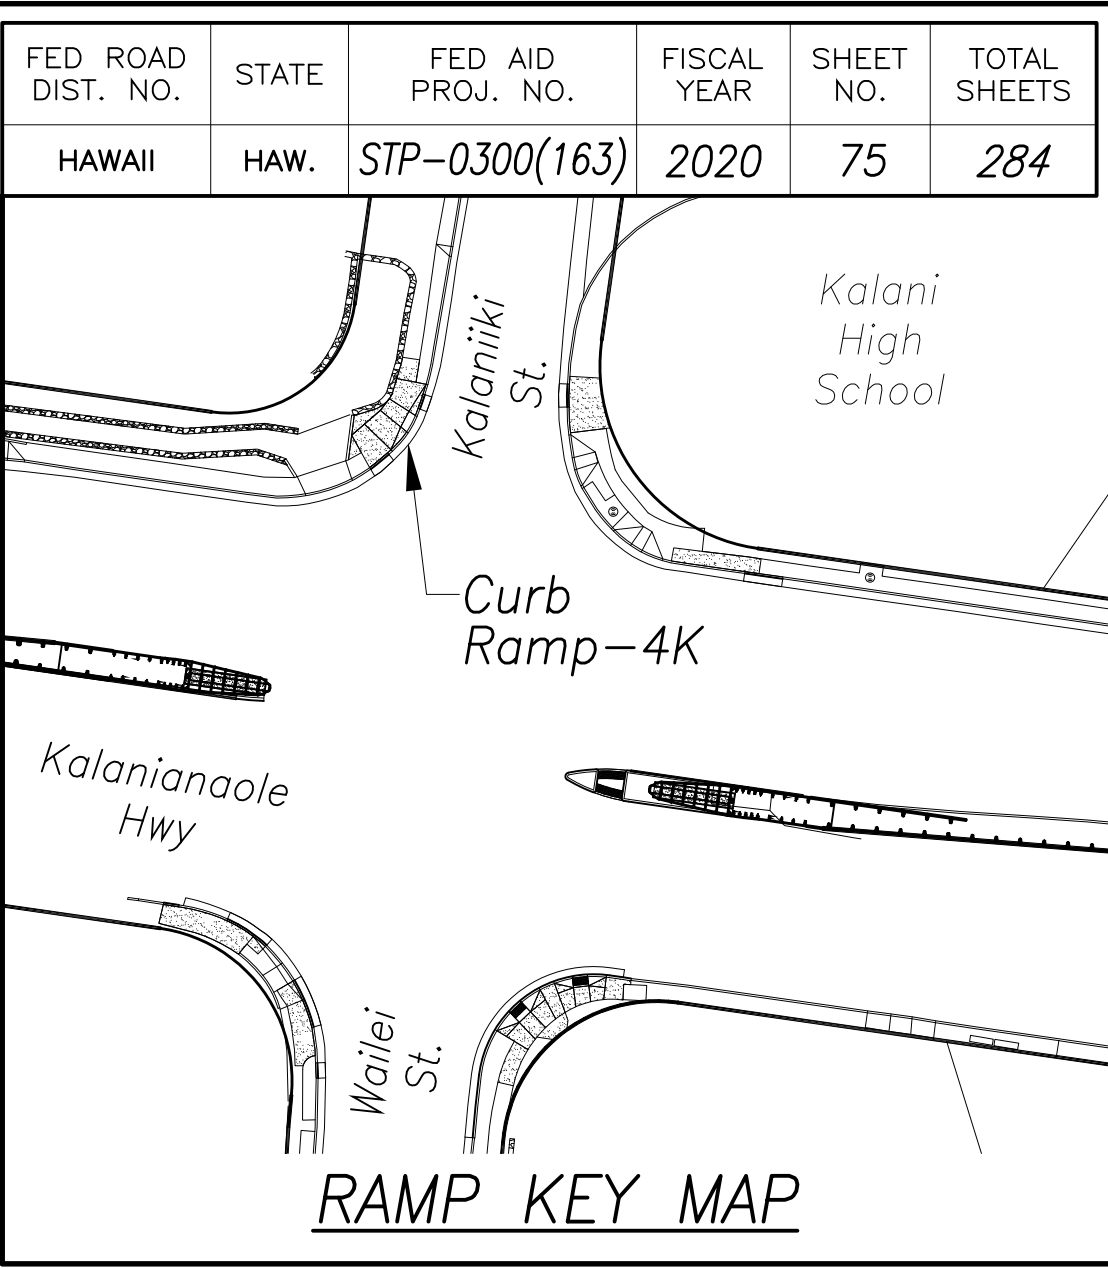 FED ROAD
DIST. NO.
STATE
FED AID
PROJ. NO.
FISCAL
YEAR
SHEET
NO.
TOTAL
SHEETS
HAWAII
HAW.
STP-0300(163)
2020
75
284
Kalaniiki
St.
Kalani
High
School
Curb
Ramp-4K
Kalanianaole
Hwy
Wailei
St.
RAMP KEY MAP